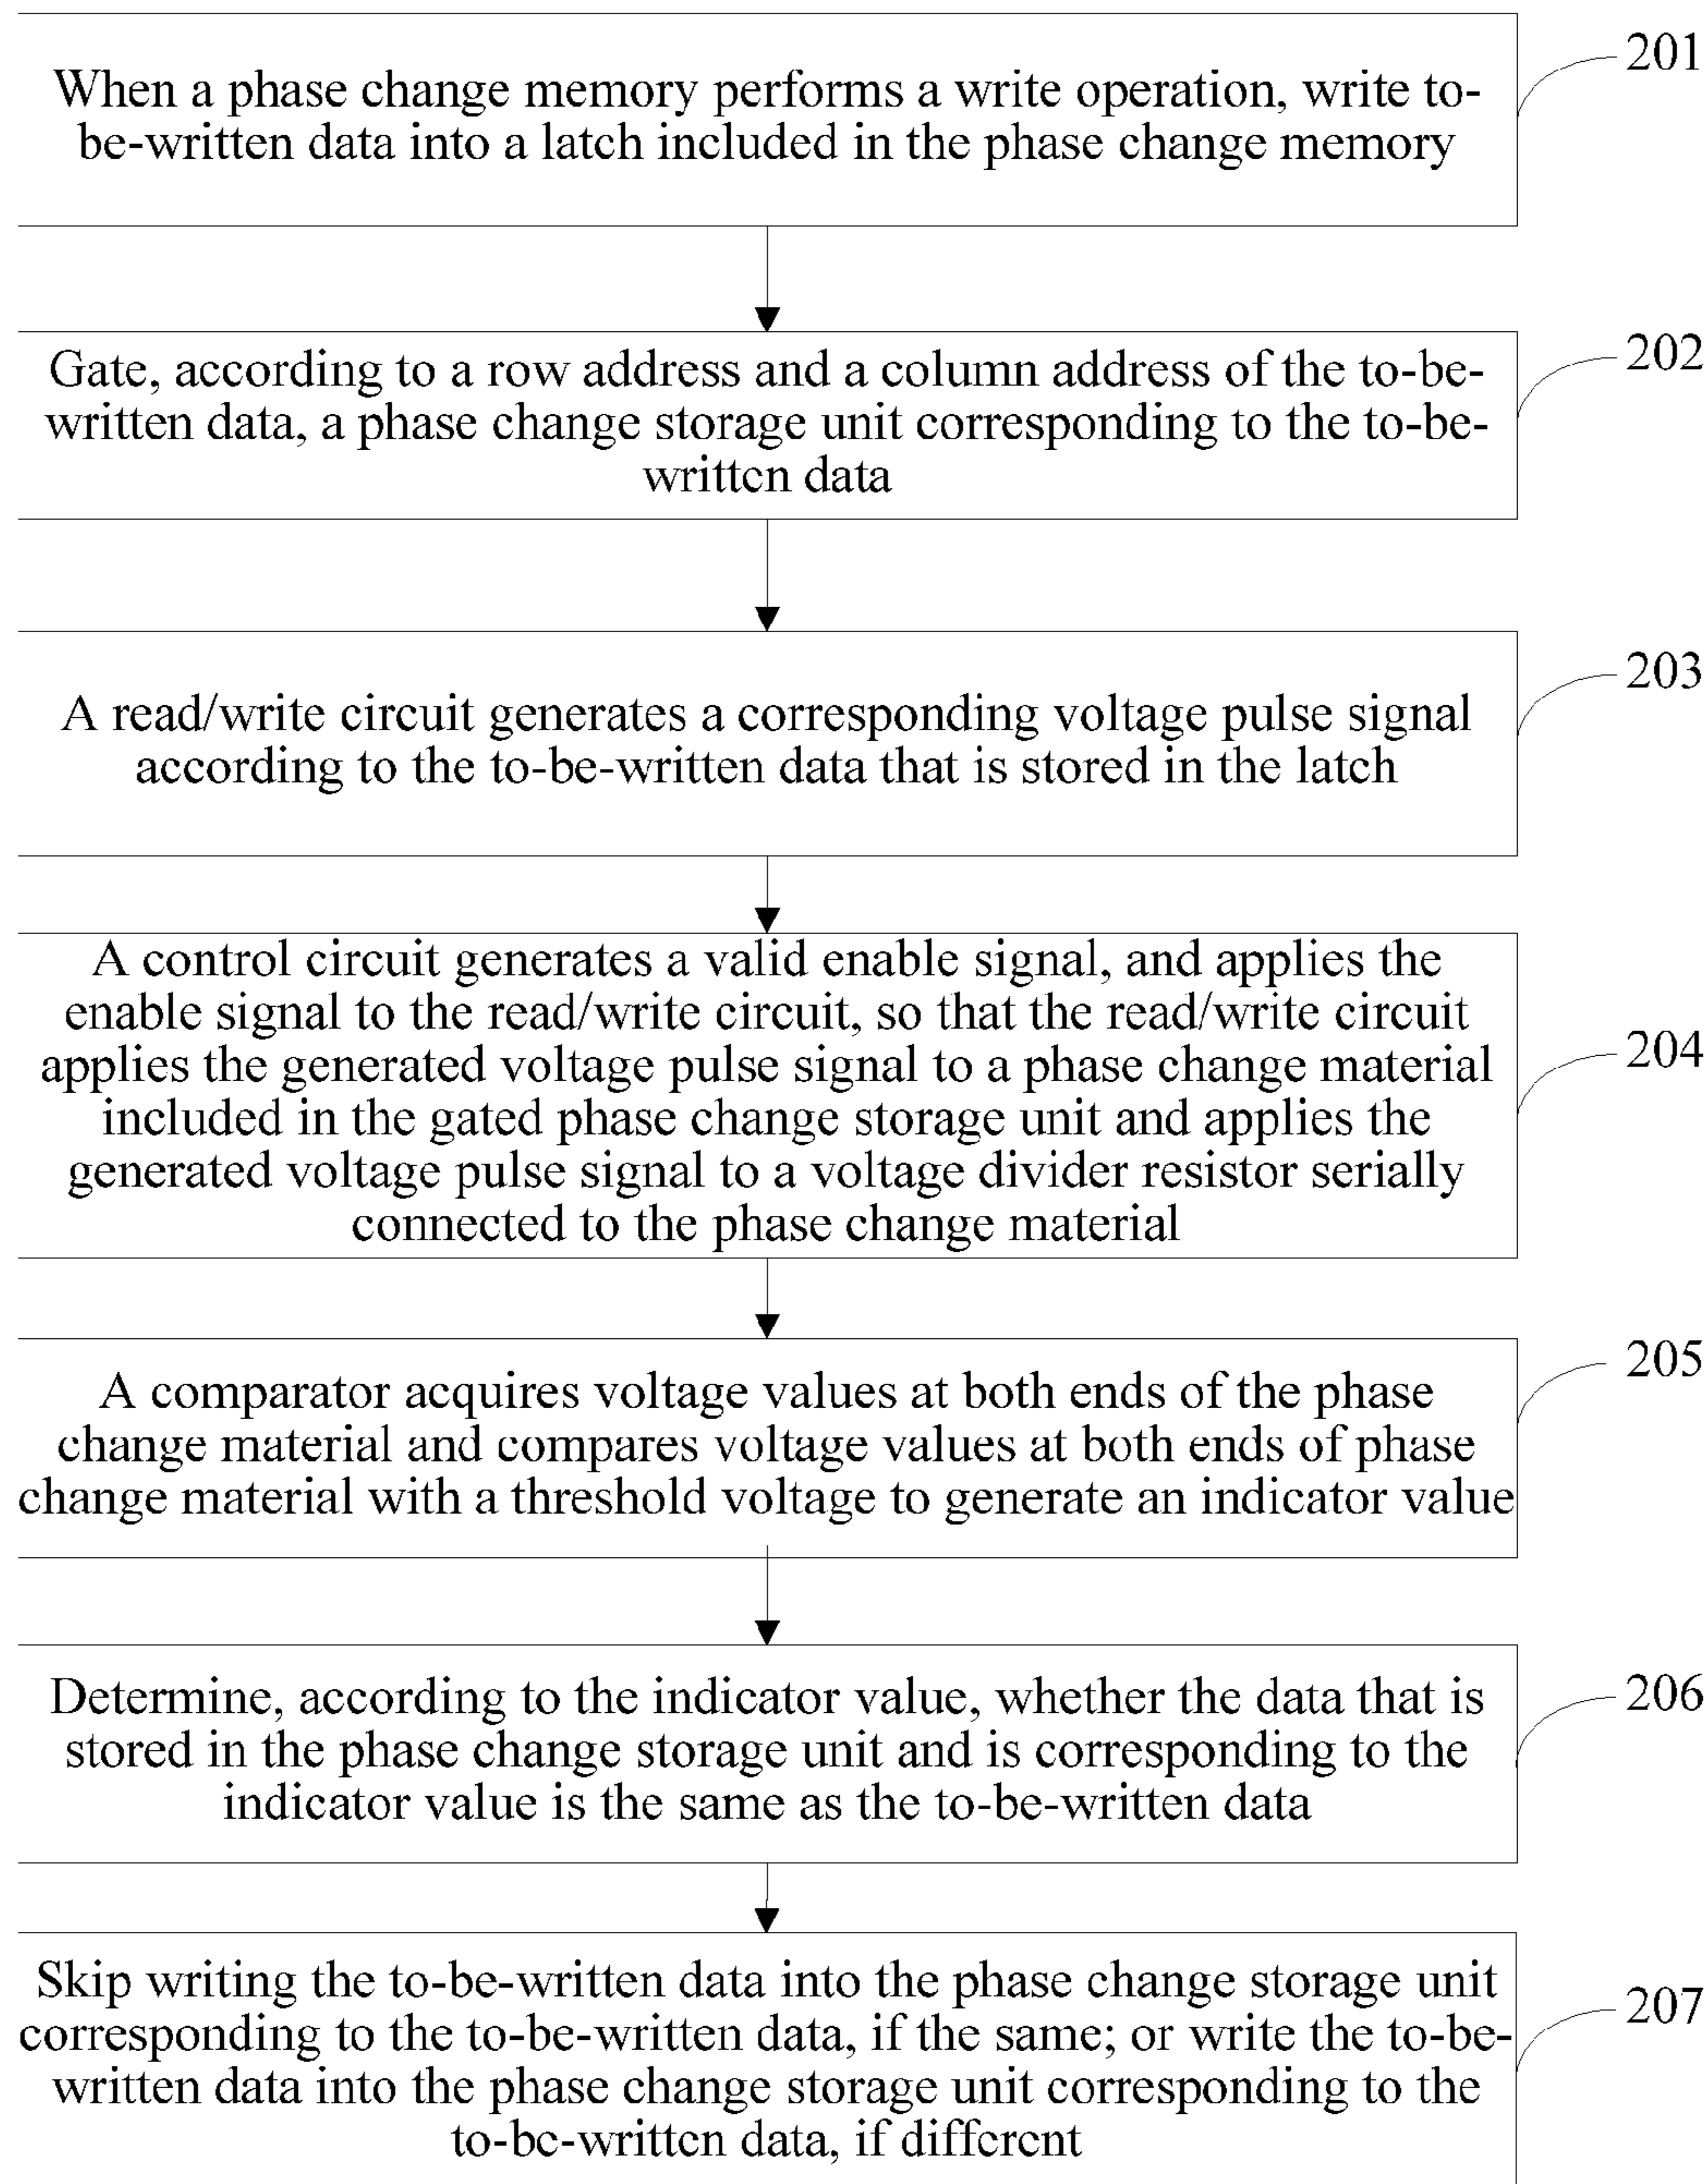 When a phase change memory performs a write operation, write to-
be-written data into a latch included in the phase change memory
201
Gate, according to a row address and a column address of the to-be-
written data, a phase change storage unit corresponding to the to-be-
written data
202
A read/write circuit generates a corresponding voltage pulse signal
according to the to-be-written data that is stored in the latch
203
A control circuit generates a valid enable signal, and applies the
enable signal to the read/write circuit, so that the read/write circuit
applies the generated voltage pulse signal to a phase change material
included in the gated phase change storage unit and applies the
generated voltage pulse signal to a voltage divider resistor serially
connected to the phase change material
204
A comparator acquires voltage values at both ends of the phase
change material and compares voltage values at both ends of phase
change material with a threshold voltage to generate an indicator value
205
Determine, according to the indicator value, whether the data that is
stored in the phase change storage unit and is corresponding to the
indicator value is the same as the to-be-written data
206
Skip writing the to-be-written data into the phase change storage unit
corresponding to the to-be-written data, if the same; or write the to-be-
written data into the phase change storage unit corresponding to the
to-be-written data, if different
207